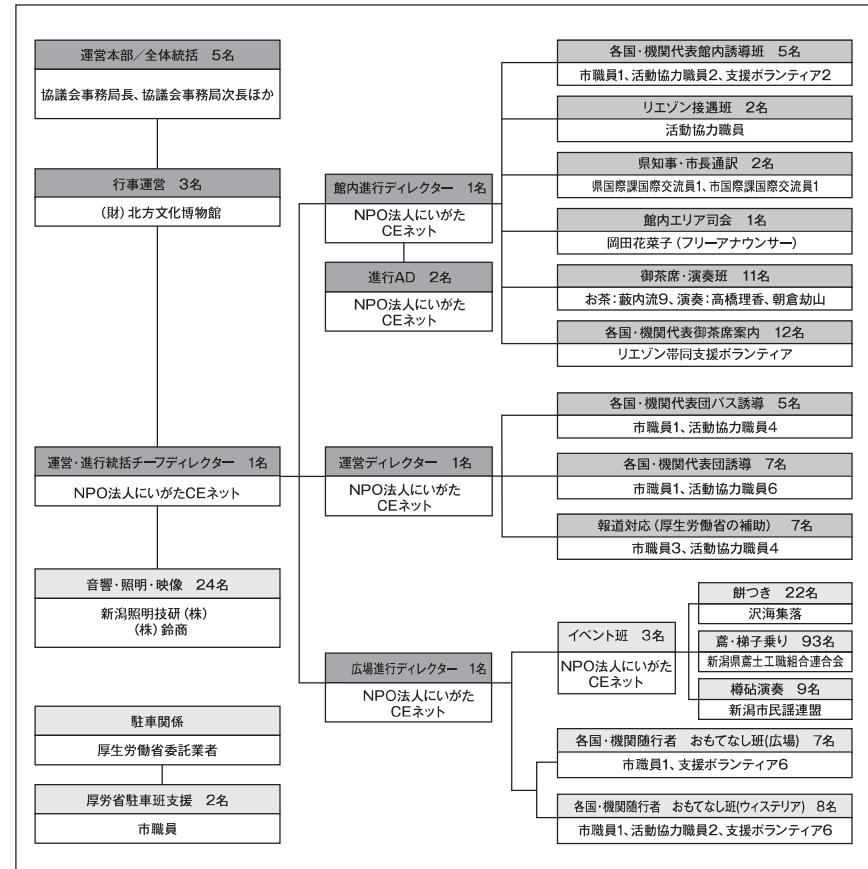 運営本部／全体統括 5名
協議会事務局長、協議会事務局次長ほか
行事運営 3名
(財)北方文化博物館
運営・進行統括チーフディレクター 1名
NPO法人にいがたCEネット
音響・照明・映像 24名
新潟照明技研(株)
(株)鈴商
駐車関係
厚生労働省委託業者
厚労省駐車班支援 2名
市職員
館内進行ディレクター 1名
NPO法人にいがた
CEネット
進行AD 2名
NPO法人にいがた
CEネット
運営ディレクター 1名
NPO法人にいがた
CEネット
広場進行ディレクター 1名
NPO法人にいがた
CEネット
各国・機関代表館内誘導班 5名
市職員1、活動協力職員2、支援ボランティア2
リエゾン接遇班 2名
活動協力職員
県知事・市長通訳 2名
県国際課国際交流員1、市国際課国際交流員1
館内エリア司会 1名
岡田花菜子(フリーアナウンサー)
御茶席・演奏班 11名
お茶：藪内流9、演奏：高橋理香、朝倉劫山
各国・機関代表御茶席案内 12名
リエゾン帯同支援ボランティア
各国・機関代表団バス誘導 5名
市職員1、活動協力職員4
各国・機関代表団誘導 7名
市職員1、活動協力職員6
報道対応(厚生労働省の補助) 7名
市職員3、活動協力職員4
イベント班 3名
NPO法人にいがた
CEネット
餅つき 22名
沢海集落
鳶・梯子乗り 93名
新潟県鳶土工職組合連合会
樽砧演奏 9名
新潟市民謡連盟
各国・機関随行者 おもてなし班(広場) 7名
市職員1、支援ボランティア6
各国・機関随行者 おもてなし班(ウィステリア) 8名
市職員1、活動協力職員2、支援ボランティア6